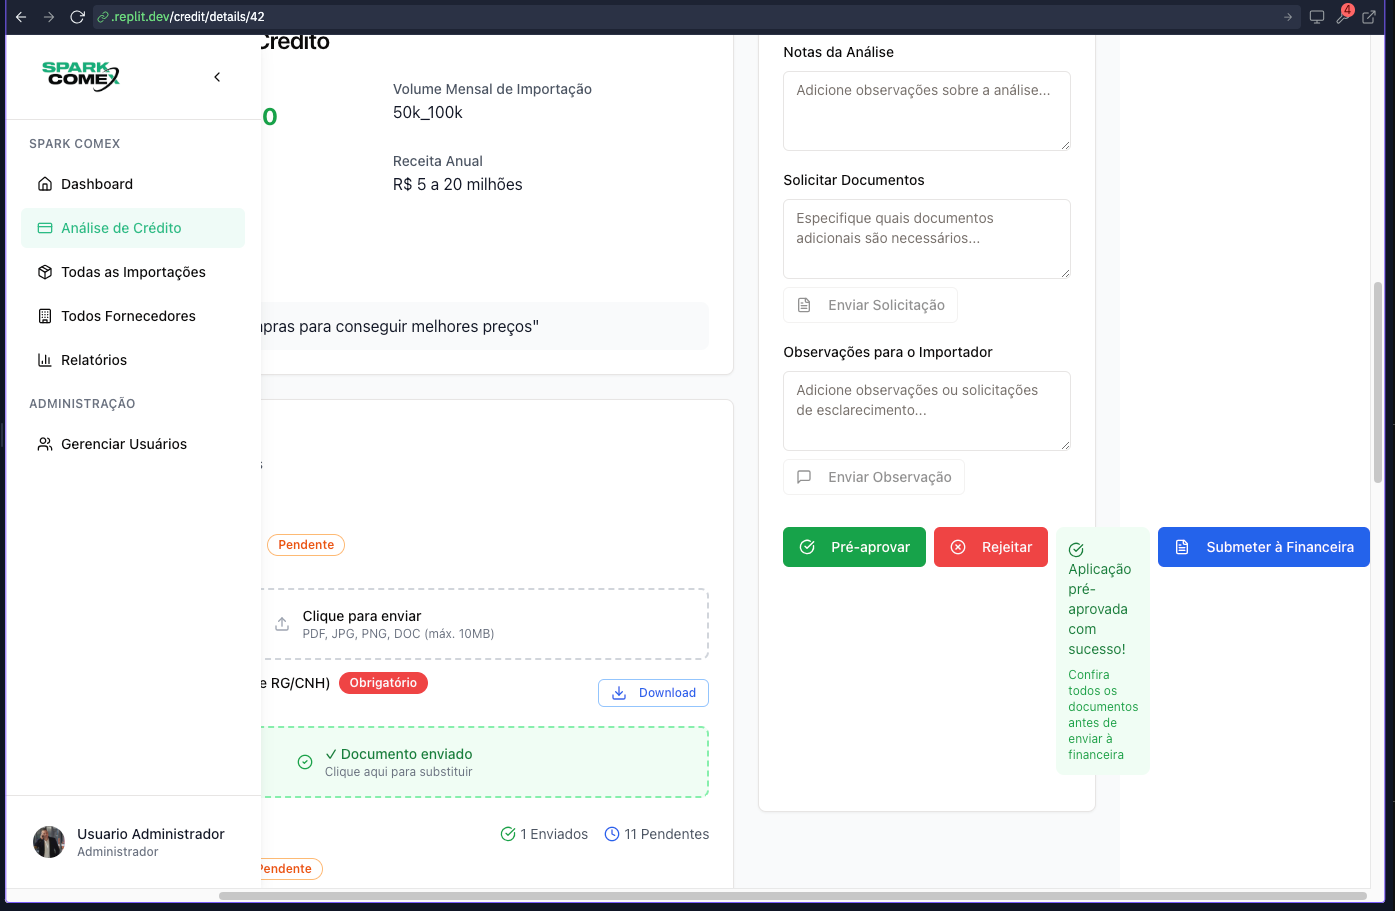 .replit.dev/credit/details/42
4
SPARK
COMEX
SPARK COMEX
Dashboard
Análise de Crédito
Todas as Importações
Todos Fornecedores
Relatórios
ADMINISTRAÇÃO
Gerenciar Usuários
Usuario Administrador
Administrador
Crédito
0
Volume Mensal de Importação
50k_100k
Receita Anual
R$ 5 a 20 milhões
pras para conseguir melhores preços"
s
Pendente
Clique para enviar
PDF, JPG, PNG, DOC (máx. 10MB)
e RG/CNH)
Obrigatório
Download
✓ Documento enviado
Clique aqui para substituir
1 Enviados
11 Pendentes
Pendente
Notas da Análise
Adicione observações sobre a análise...
Solicitar Documentos
Especifique quais documentos
adicionais são necessários...
Enviar Solicitação
Observações para o Importador
Adicione observações ou solicitações
de esclarecimento...
Enviar Observação
Pré-aprovar
Rejeitar
Aplicação
pré-
aprovada
com
sucesso!
Confira
todos os
documentos
antes de
enviar à
financeira
Submeter à Financeira